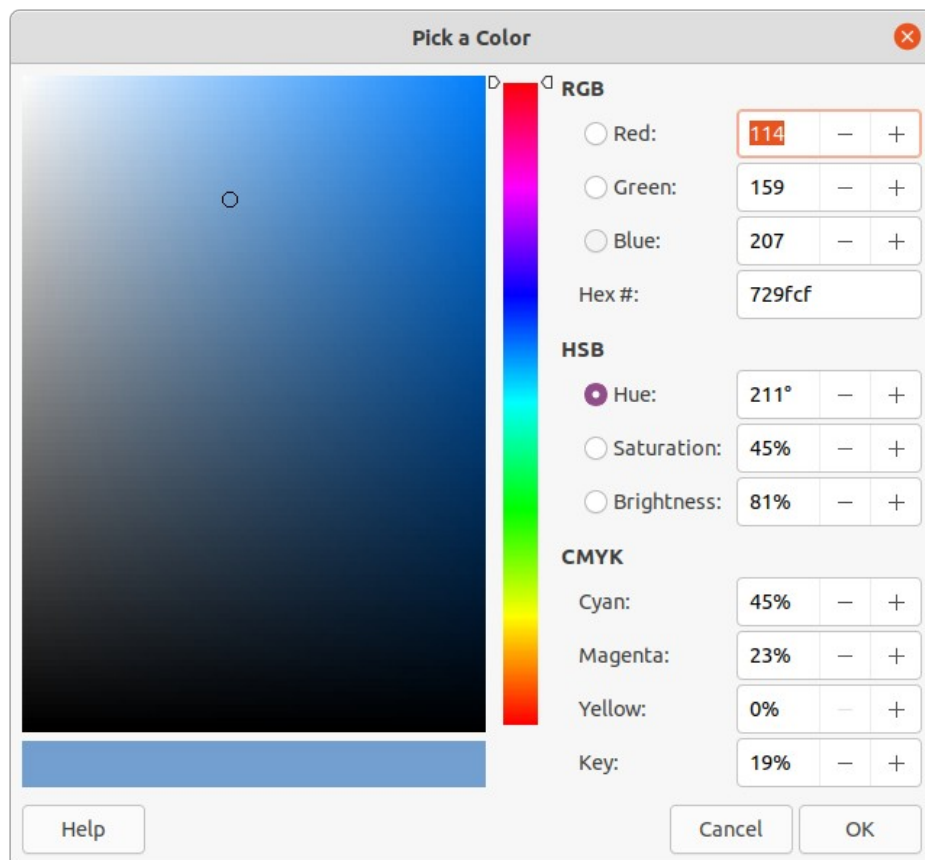 Pick a Color
RGB
Red: 114
Green: 159
Blue: 207
Hex #: 729fcf
HSB
Hue: 211°
Saturation: 45%
Brightness: 81%
CMYK
Cyan: 45%
Magenta: 23%
Yellow: 0%
Key: 19%
Help Cancel OK